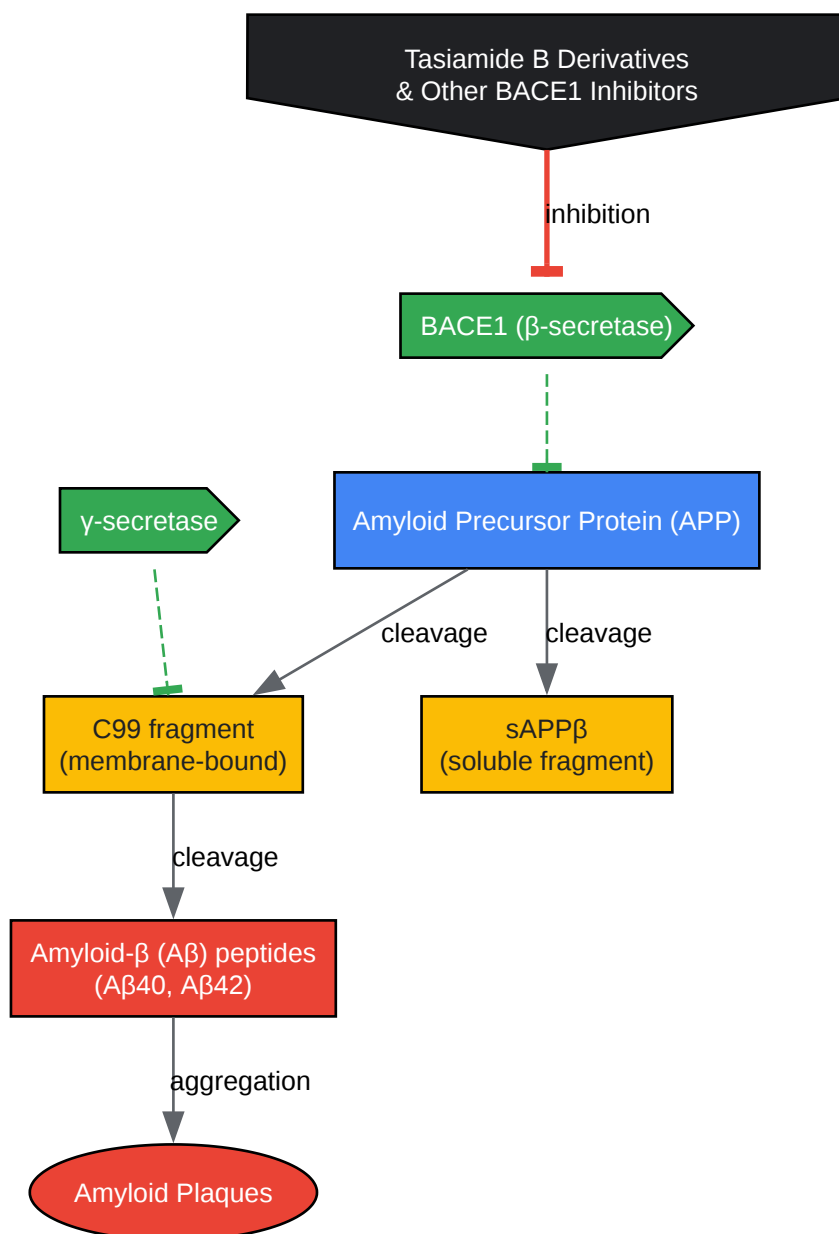 Tasiamide B Derivatives
& Other BACE1 Inhibitors
inhibition
BACE1 (β-secretase)
γ-secretase
Amyloid Precursor Protein (APP)
cleavage
cleavage
C99 fragment
(membrane-bound)
sAPPβ
(soluble fragment)
cleavage
Amyloid-β (Aβ) peptides
(Aβ40, Aβ42)
aggregation
Amyloid Plaques